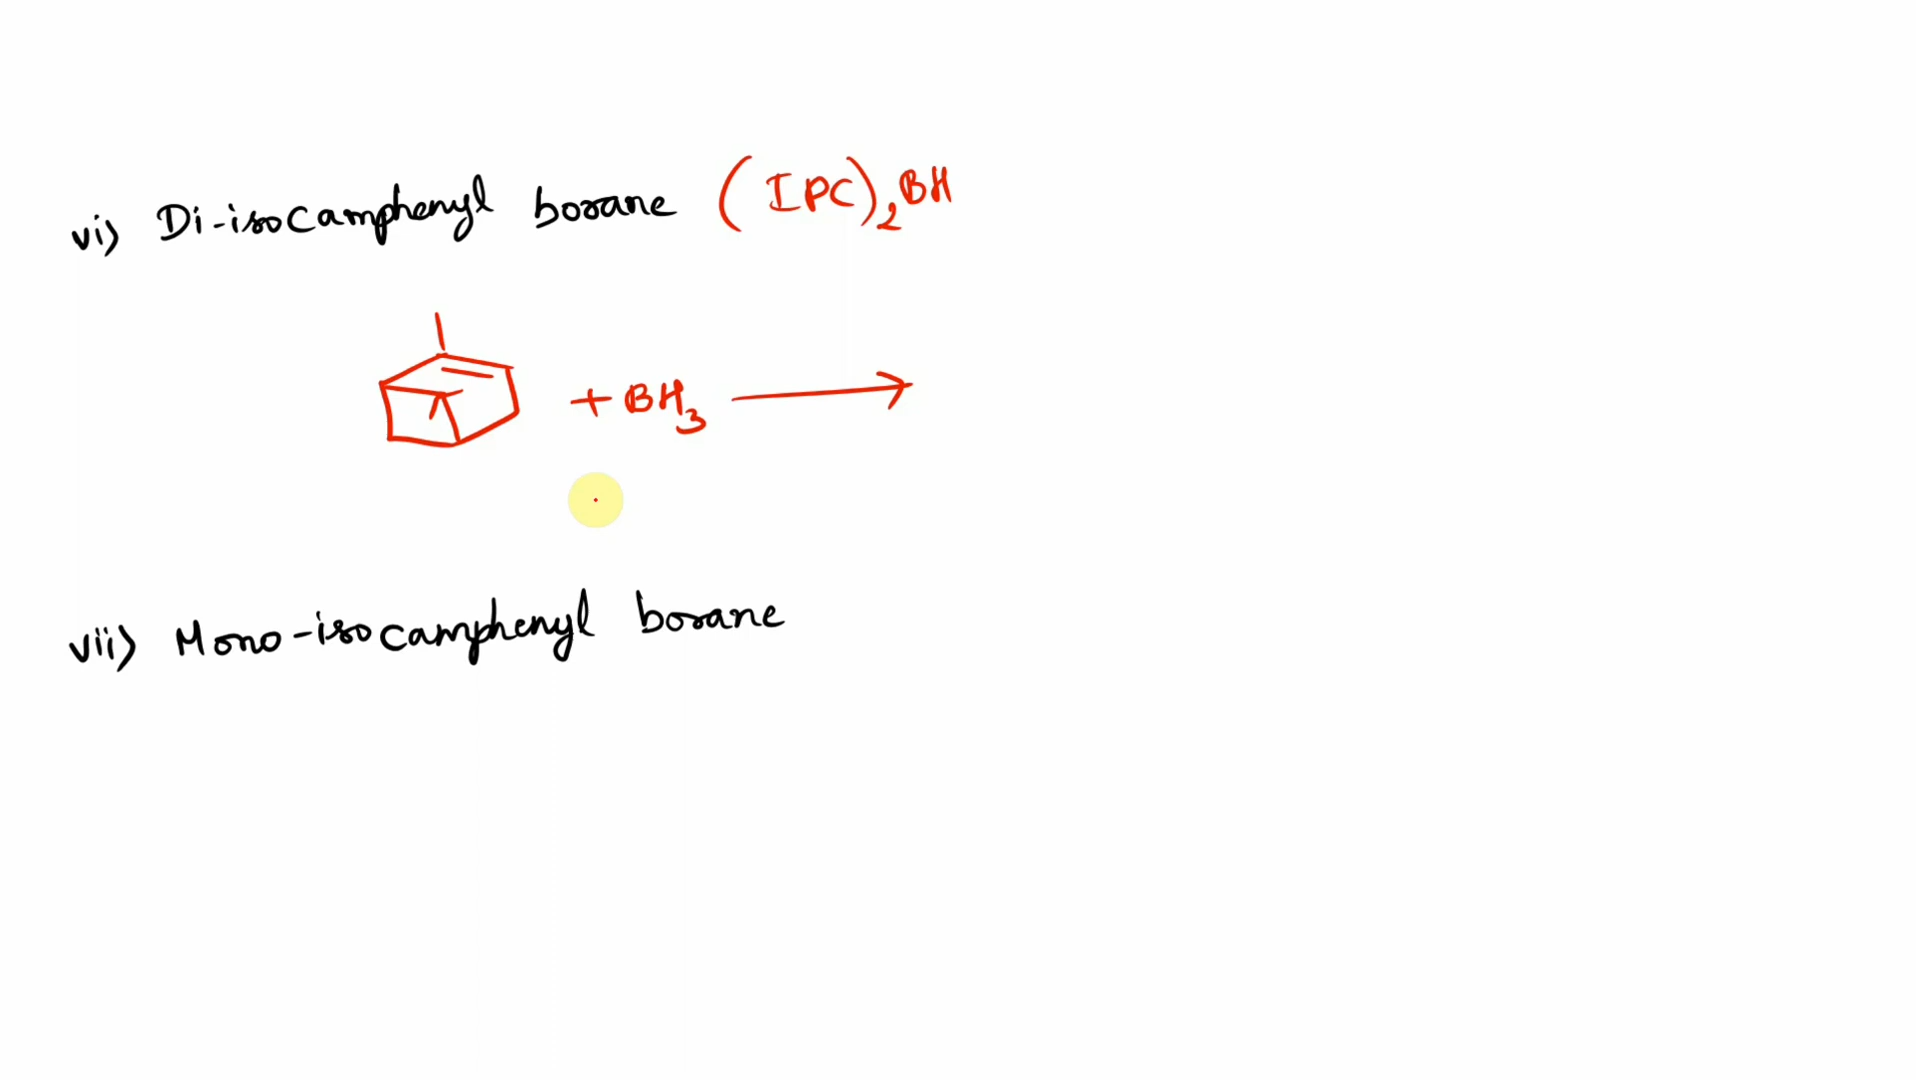 vi) Di-isocamphenyl borane (IPC)₂BH
+ BH₃
vii) Mono-isocamphenyl borane